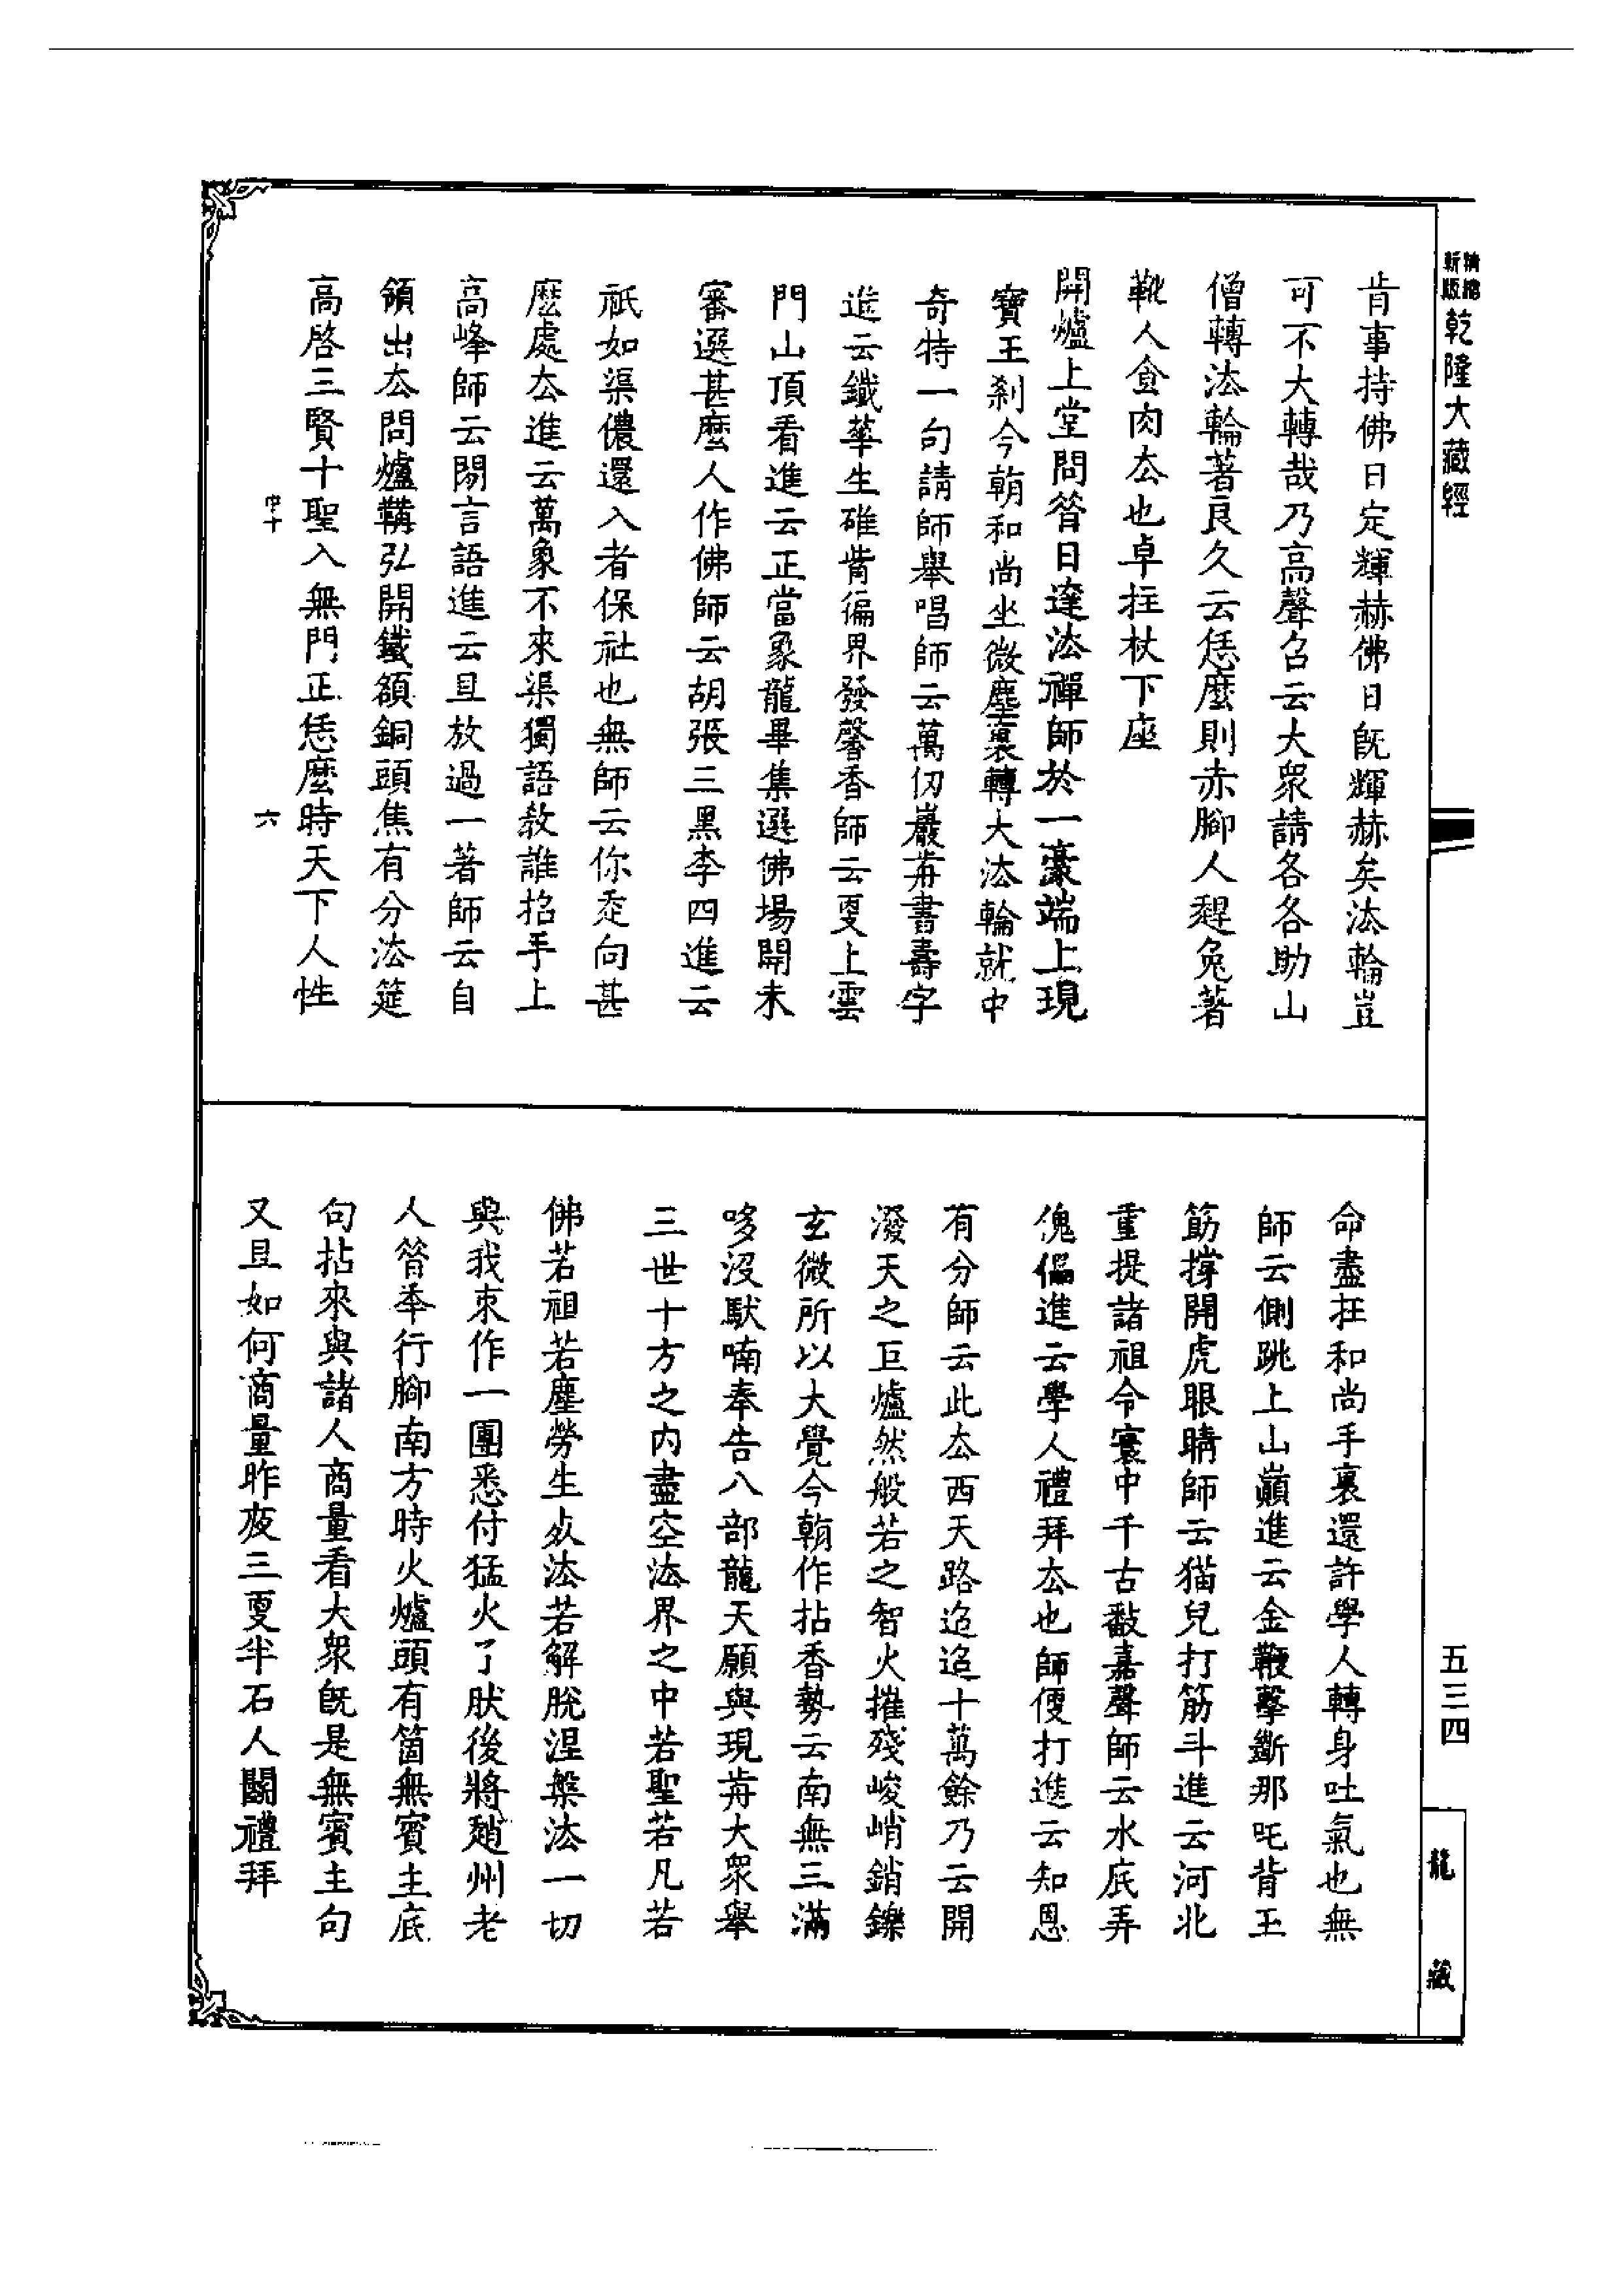 精縮新版乾隆大藏經
肯事持佛日定輝赫佛日旣輝赫矣法輪豈
可不大轉哉乃高聲召云大衆請各各助山
僧轉法輪著良久云恁麼則赤腳人趕兔著
靴人食肉去也卓拄杖下座
開爐上堂問答日達法禪師於一豪端上現
寶王刹今朝和尚坐微塵裏轉大法輪就中
奇特一句請師舉唱師云萬仞巖前書壽字
進云鐵華生碓觜徧界發馨香師云更上雲
門山頂看進云正當象龍畢集選佛場開未
審選甚麼人作佛師云胡張三黑李四進云
祇如渠儂還入者保社也無師云你莝向甚
麼處去進云萬象不來渠獨語敎誰招手上
高峰師云閑言語進云且放過一著師云自
領出去問爐鞴弘開鐵額銅頭焦有分法筵
高啓三賢十聖入無門正恁麼時天下人性
六
命盡在和尚手裏還許學人轉身吐氣也無
師云側跳上山巔進云金鞭擊斷那吒背玉
筯撐開虎眼睛師云猫兒打筋斗進云河北
重提諸祖令寰中千古播嘉聲師云水底弄
傀儡進云學人禮拜去也師便打進云知恩
有分師云此去西天路迢迢十萬餘乃云開
潑天之巨爐然般若之智火摧殘峻峭銷鑠
玄微所以大覺今朝作拈香勢云南無三滿
哆沒馱喃奉告八部龍天願與現前大衆舉
三世十方之內盡空法界之中若聖若凡若
佛若祖若塵勞生死法若解脫涅槃法一切
與我束作一團悉付猛火了肰後將趙州老
人答奉行腳南方時火爐頭有箇無賓主底
句拈來與諸人商量看大衆旣是無賓主句
又且如何商量昨夜三更半石人鬪禮拜
五三四
龍藏